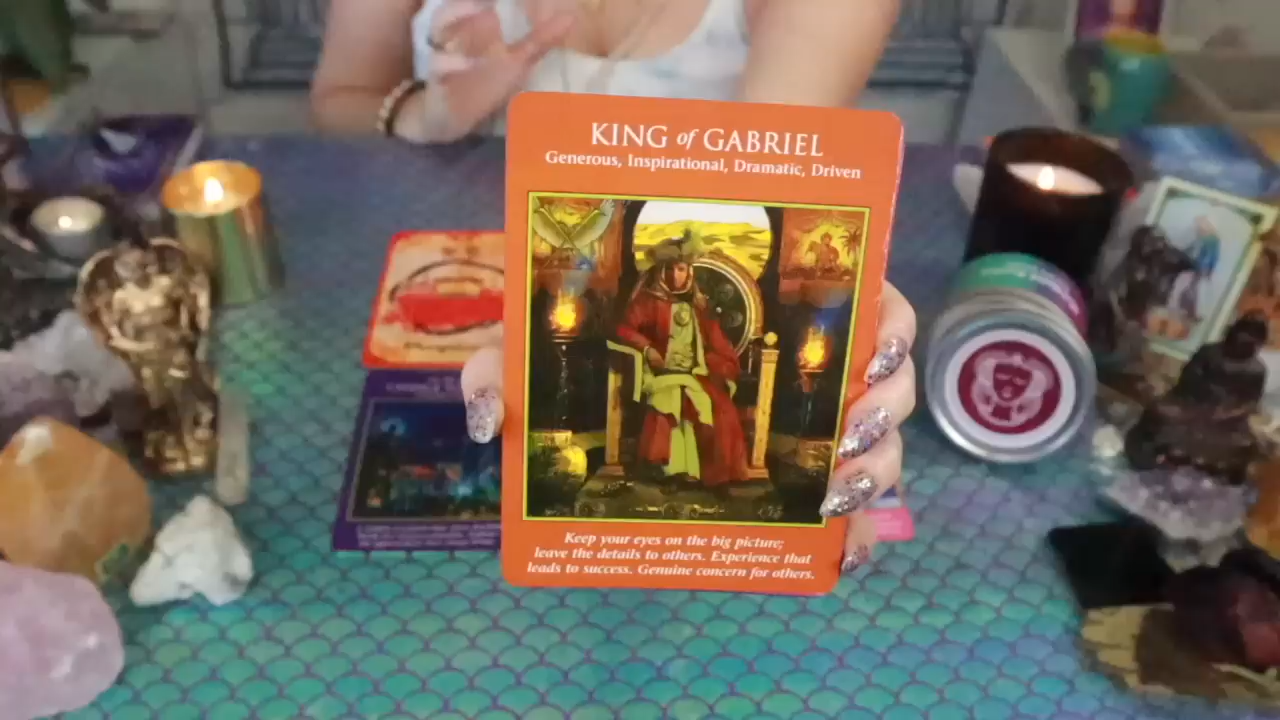 KING of GABRIEL
Generous, Inspirational, Dramatic, Driven
Keep your eyes on the big picture;
leave the details to others. Experience that
leads to success. Genuine concern for others.